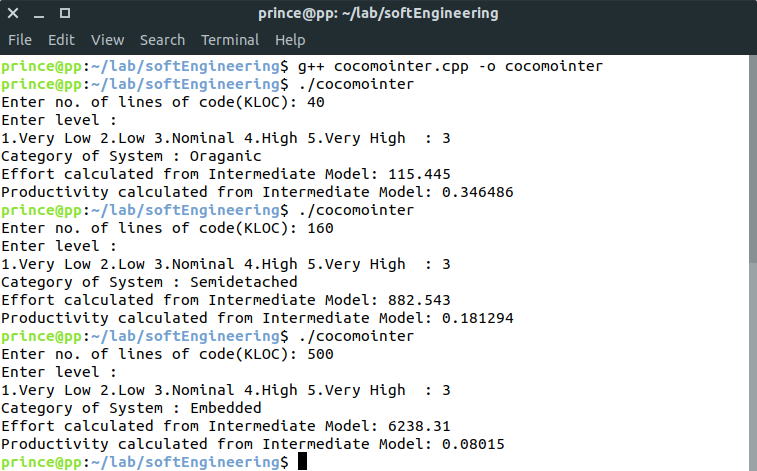 prince@pp: ~/lab/softEngineering
File Edit View Search Terminal Help
prince@pp:~/lab/softEngineering$ g++ cocomointer.cpp -o cocomointer
prince@pp:~/lab/softEngineering$ ./cocomointer
Enter no. of lines of code(KLOC): 40
Enter level :
1.Very Low 2.Low 3.Nominal 4.High 5.Very High  : 3
Category of System : Oraganic
Effort calculated from Intermediate Model: 115.445
Productivity calculated from Intermediate Model: 0.346486
prince@pp:~/lab/softEngineering$ ./cocomointer
Enter no. of lines of code(KLOC): 160
Enter level :
1.Very Low 2.Low 3.Nominal 4.High 5.Very High  : 3
Category of System : Semidetached
Effort calculated from Intermediate Model: 882.543
Productivity calculated from Intermediate Model: 0.181294
prince@pp:~/lab/softEngineering$ ./cocomointer
Enter no. of lines of code(KLOC): 500
Enter level :
1.Very Low 2.Low 3.Nominal 4.High 5.Very High  : 3
Category of System : Embedded
Effort calculated from Intermediate Model: 6238.31
Productivity calculated from Intermediate Model: 0.08015
prince@pp:~/lab/softEngineering$